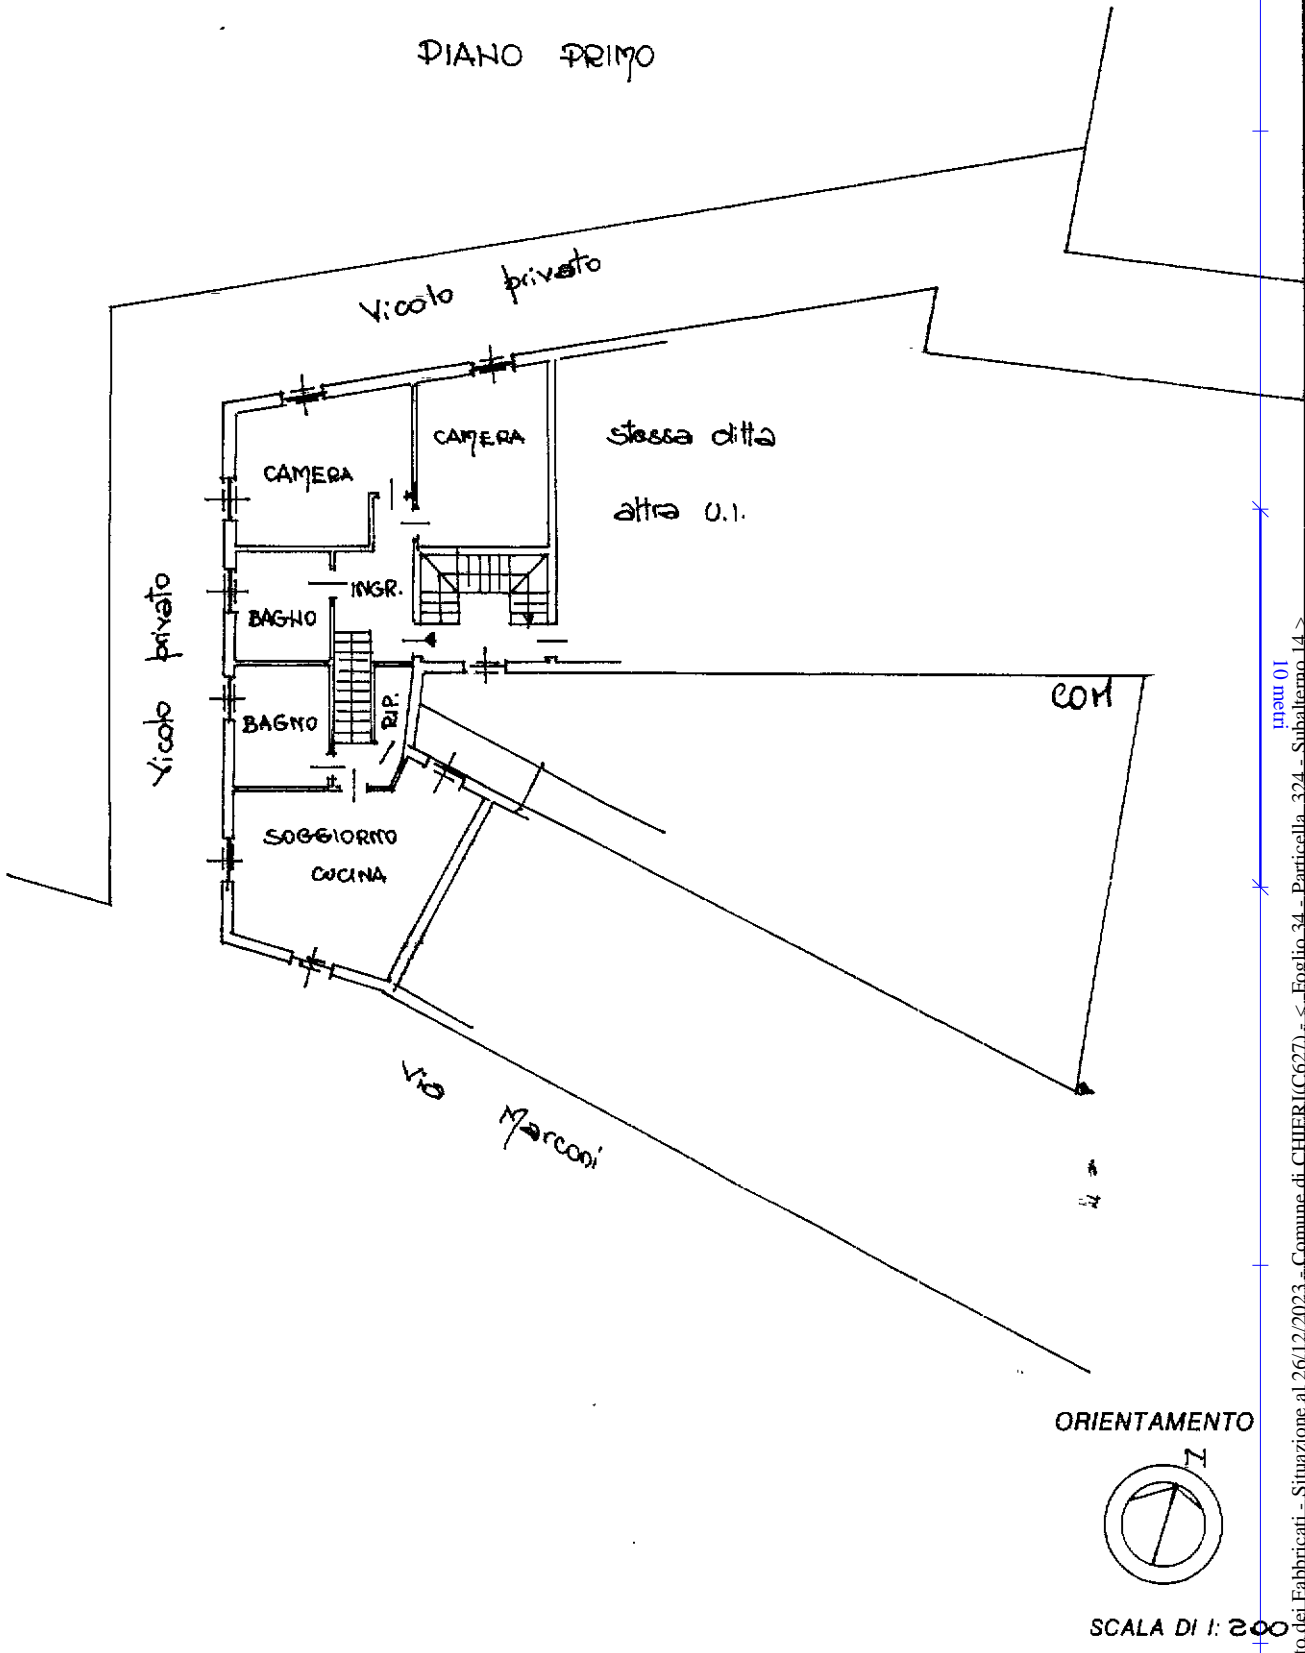 PIANO PRIMO
Vicolo privato
CAMERA
CAMERA
stessa ditta
altra U.I.
Vicolo privato
INGR.
BAGNO
BAGNO
RIP.
COM
SOGGIORNO
CUCINA
Via Marconi
10 metri
to dei Fabbricati - Situazione al 26/12/2023 - Comune di CHIERI(C627) - < Foglio 34 - Particella 324 - Subalterno 14 >
ORIENTAMENTO
N
SCALA DI 1: 200